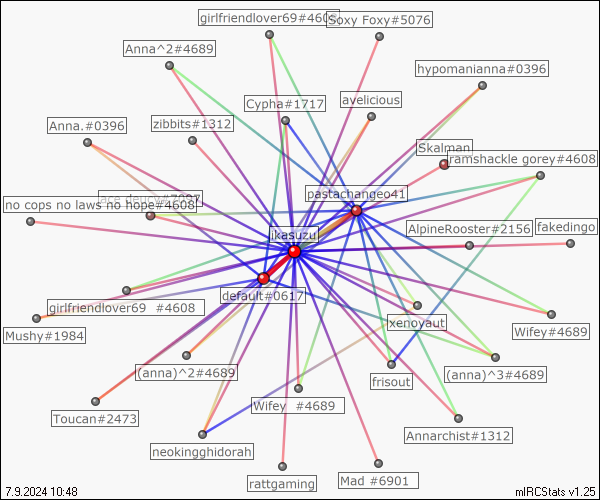 girlfriendlover69#4608
Soxy Foxy#5076
Anna^2#4689
hypomanianna#0396
Cypha#1717
avelicious
Anna.#0396
zibbits#1312
Skalman
ramshackle gorey#4608
pastachangeo41
no cops no laws no hope#4608
AlpineRooster#2156
fakedingo
ikasuzu
default#0617
girlfriendlover69 #4608
xenoyaut
Mushy#1984
Wifey#4689
(anna)^2#4689
frisout
(anna)^3#4689
Toucan#2473
Wifey #4689
Annarchist#1312
neokingghidorah
rattgaming
Mad #6901
7.9.2024 10:48
mIRCStats v1.25